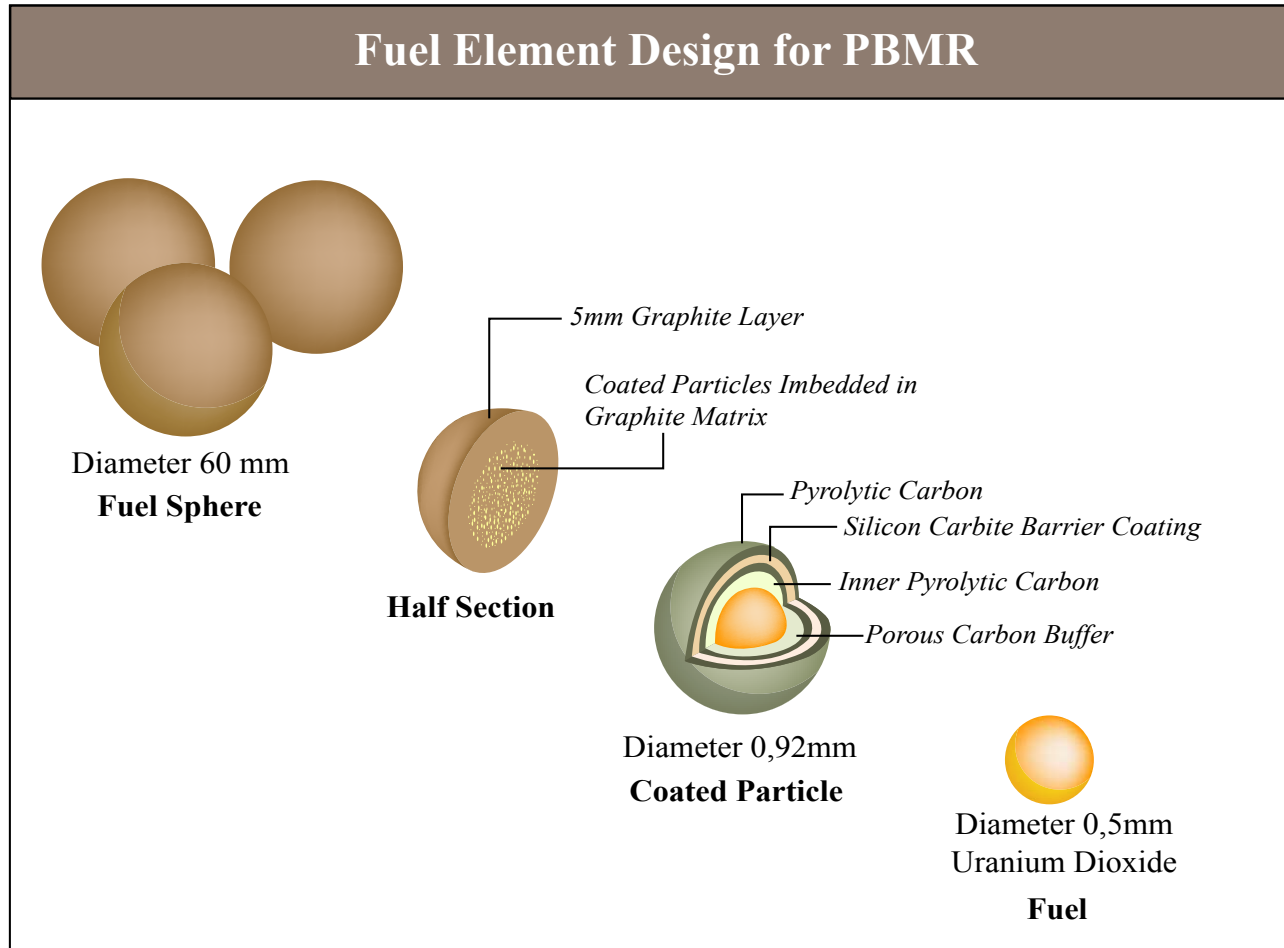 Fuel Element Design for PBMR
5mm Graphite Layer
Coated Particles Imbedded in
Graphite Matrix
Diameter 60 mm
Fuel Sphere
Half Section
Pyrolytic Carbon
Silicon Carbite Barrier Coating
Inner Pyrolytic Carbon
Porous Carbon Buffer
Diameter 0,92mm
Coated Particle
Diameter 0,5mm
Uranium Dioxide
Fuel